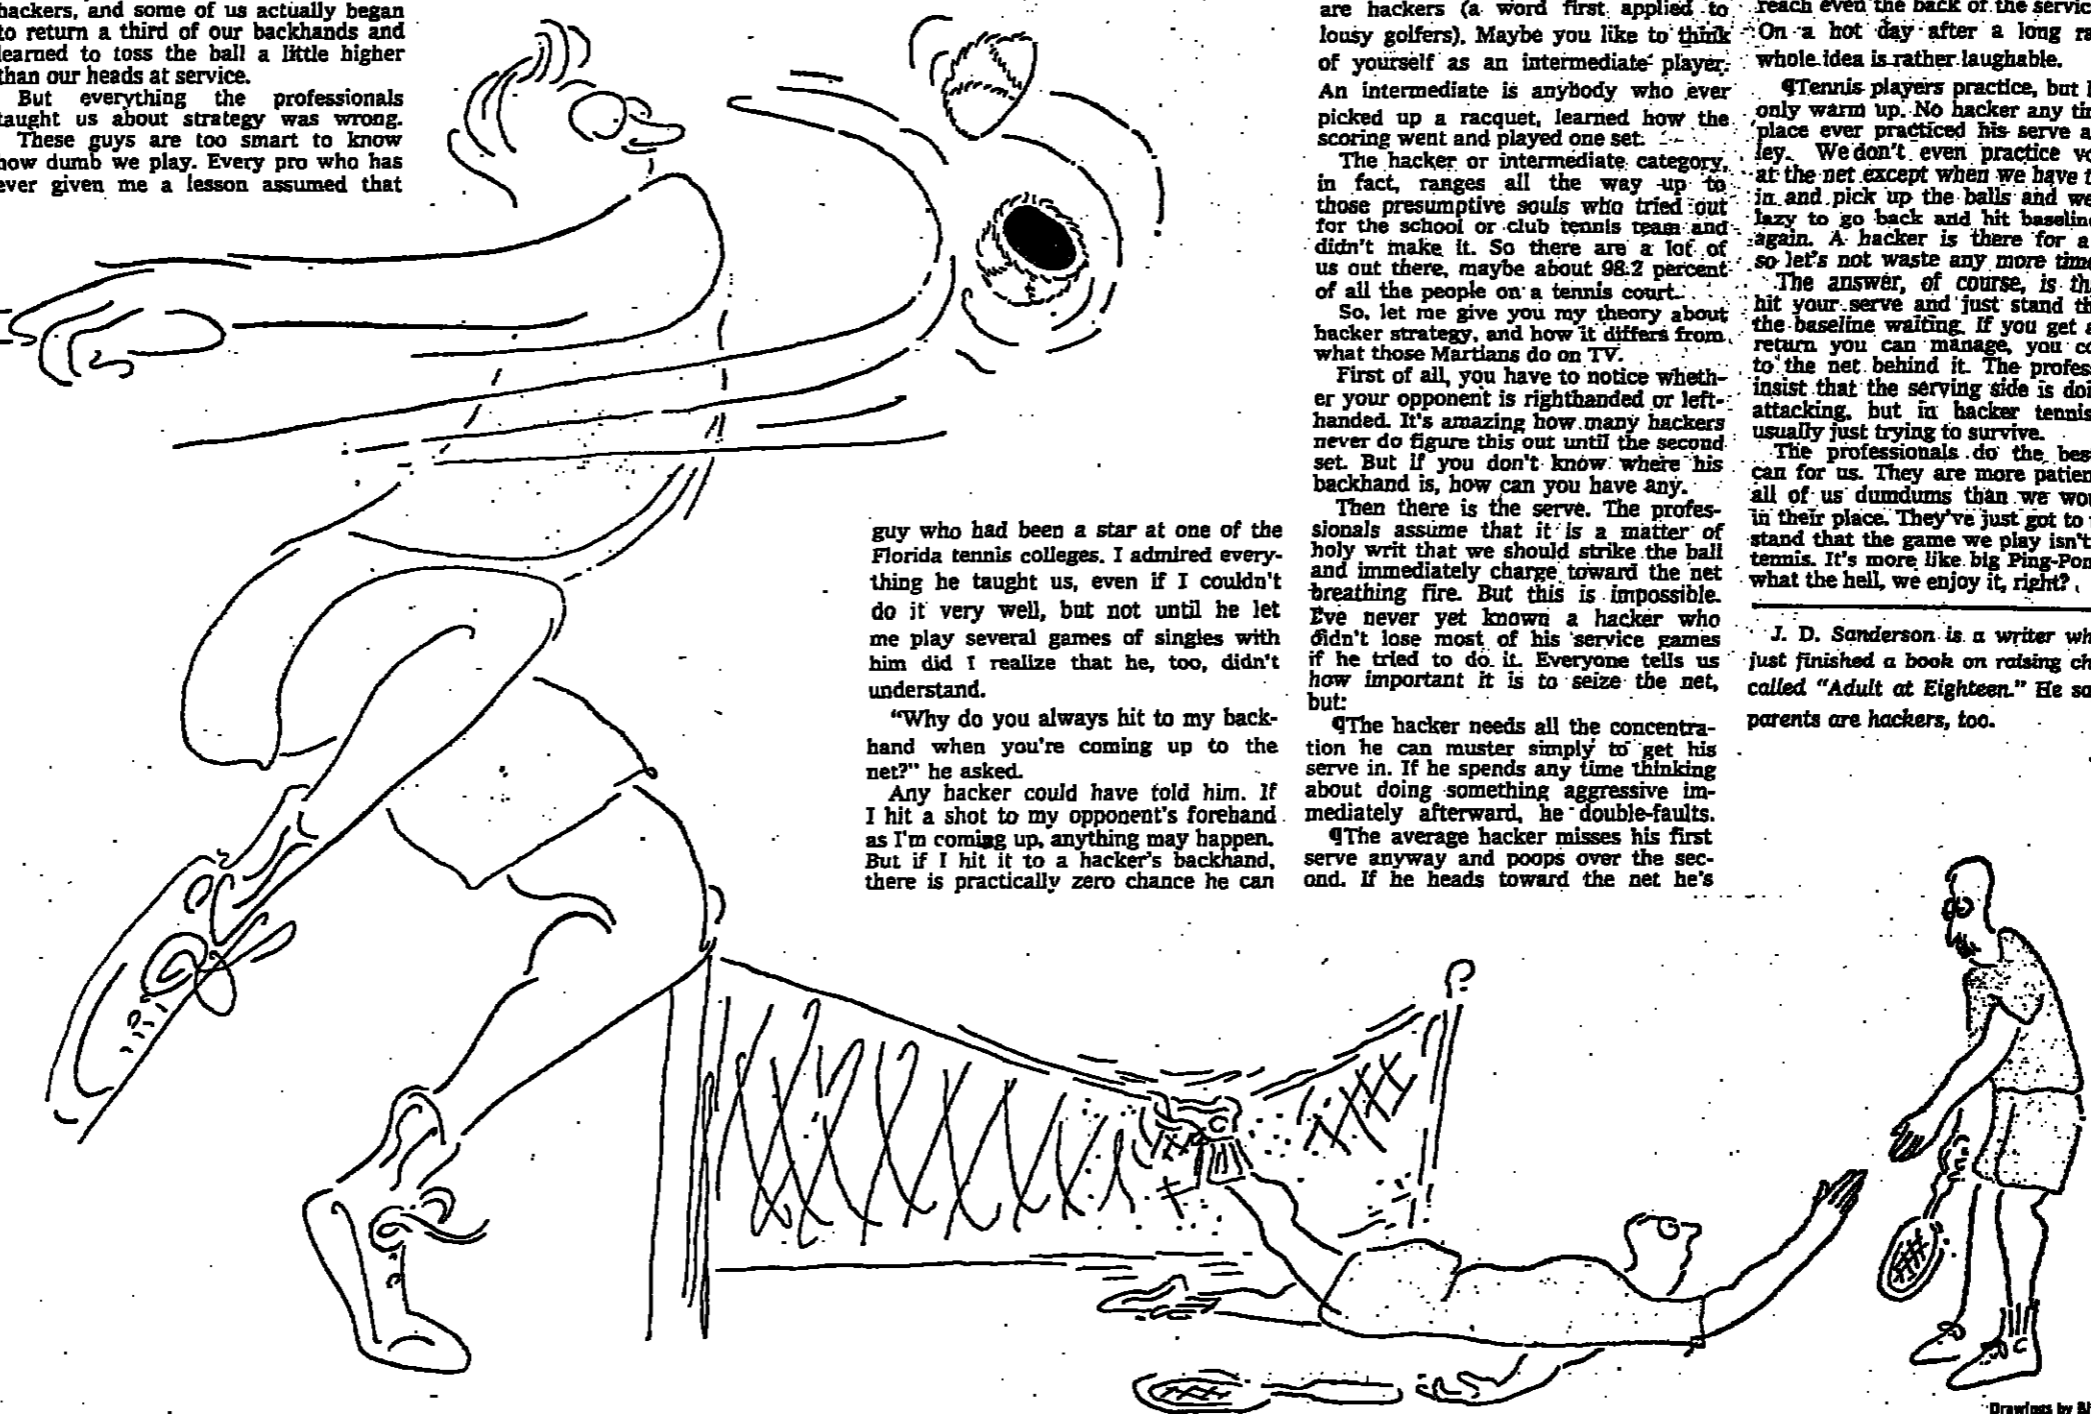 hackers, and some of us actually began
to return a third of our backhands and
learned to toss the ball a little higher
than our heads at service.
But everything the professionals
taught us about strategy was wrong.
These guys are too smart to know
how dumb we play. Every pro who has
ever given me a lesson assumed that
guy who had been a star at one of the
Florida tennis colleges. I admired every-
thing he taught us, even if I couldn't
do it very well, but not until he let
me play several games of singles with
him did I realize that he, too, didn't
understand.
"Why do you always hit to my back-
hand when you're coming up to the
net?" he asked.
Any hacker could have told him. If
I hit a shot to my opponent's forehand
as I'm coming up, anything may happen.
But if I hit it to a hacker's backhand,
there is practically zero chance he can
are hackers (a word first applied to
lousy golfers). Maybe you like to think
of yourself as an intermediate player.
An intermediate is anybody who ever
picked up a racquet, learned how the
scoring went and played one set.
The hacker or intermediate category,
in fact, ranges all the way up to
those presumptive souls who tried out
for the school or club tennis team and
didn't make it. So there are a lot of
us out there, maybe about 98.2 percent
of all the people on a tennis court.
So, let me give you my theory about
hacker strategy, and how it differs from
what those Martians do on TV.
First of all, you have to notice wheth-
er your opponent is righthanded or left-
handed. It's amazing how many hackers
never do figure this out until the second
set. But if you don't know where his
backhand is, how can you have any.
Then there is the serve. The profes-
sionals assume that it is a matter of
holy writ that we should strike the ball
and immediately charge toward the net
breathing fire. But this is impossible.
I've never yet known a hacker who
didn't lose most of his service games
if he tried to do it. Everyone tells us
how important it is to seize the net,
but:
¶The hacker needs all the concentra-
tion he can muster simply to get his
serve in. If he spends any time thinking
about doing something aggressive im-
mediately afterward, he double-faults.
¶The average hacker misses his first
serve anyway and poops over the sec-
ond. If he heads toward the net he's
reach even the back of the servic
On a hot day after a long ra
whole idea is rather laughable.
¶Tennis players practice, but
only warm up. No hacker any ti
place ever practiced his serve a
ley. We don't even practice vo
at the net except when we have t
in and pick up the balls and we
lazy to go back and hit baselin
again. A hacker is there for a
so let's not waste any more time
The answer, of course, is th
hit your serve and just stand th
the baseline waiting. If you get
return you can manage, you co
to the net behind it. The profes
insist that the serving side is doi
attacking, but in hacker tennis
usually just trying to survive.
The professionals do the bes
can for us. They are more patien
all of us dumdums than we wou
in their place. They've just got to
stand that the game we play isn't
tennis. It's more like big Ping-Pon
what the hell, we enjoy it, right?
J. D. Sanderson is a writer wh
just finished a book on raising ch
called "Adult at Eighteen." He sa
parents are hackers, too.
Drawings by